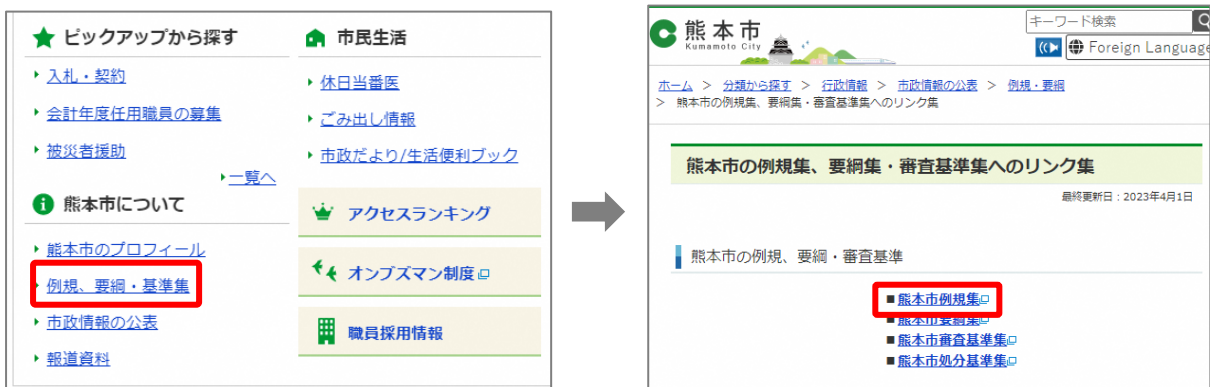 ピックアップから探す
入札・契約
会計年度任用職員の募集
被災者援助
一覧へ
熊本市について
熊本市のプロフィール
例規、要綱・基準集
市政情報の公表
報道資料
市民生活
休日当番医
ごみ出し情報
市政だより/生活便利ブック
アクセスランキング
オンブズマン制度
職員採用情報
熊本市
Kumamoto City
キーワード検索
Foreign Language
ホーム > 分類から探す > 行政情報 > 市政情報の公表 > 例規・要綱
> 熊本市の例規集、要綱集・審査基準集へのリンク集
熊本市の例規集、要綱集・審査基準集へのリンク集
最終更新日：2023年4月1日
熊本市の例規、要綱・審査基準
■熊本市例規集
■熊本市要綱集
■熊本市審査基準集
■熊本市処分基準集